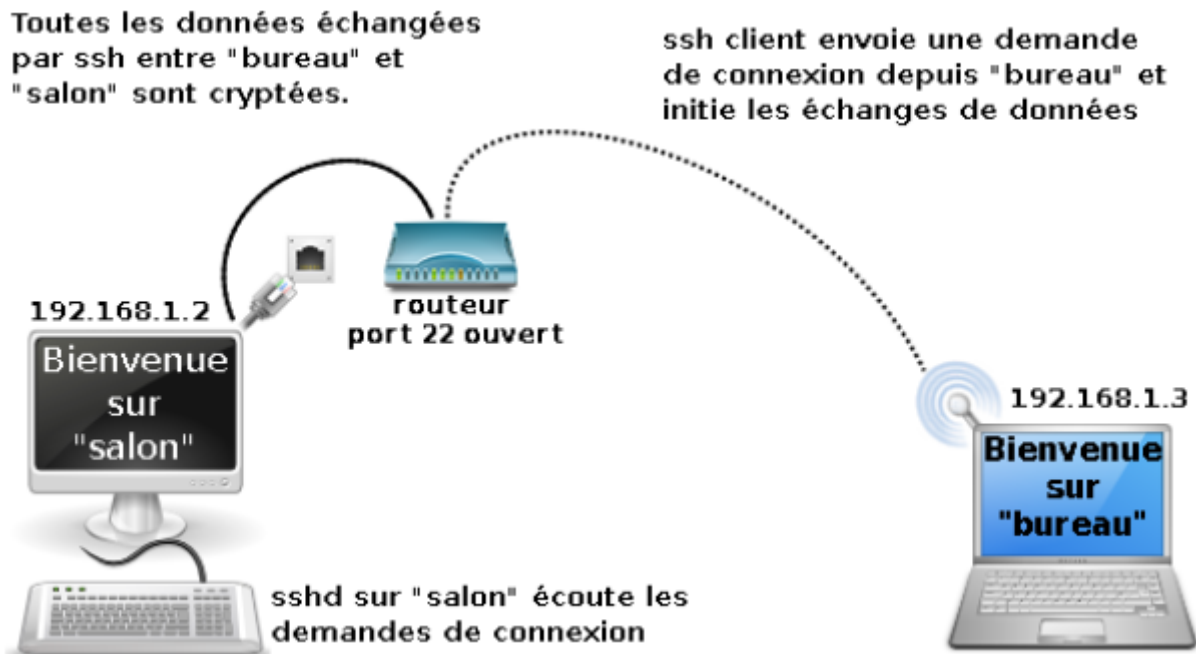 Toutes les données échangées
par ssh entre "bureau" et
"salon" sont cryptées.
ssh client envoie une demande
de connexion depuis "bureau" et
initie les échanges de données
routeur
port 22 ouvert
192.168.1.2
Bienvenue
sur
"salon"
192.168.1.3
Bienvenue
sur
"bureau"
sshd sur "salon" écoute les
demandes de connexion